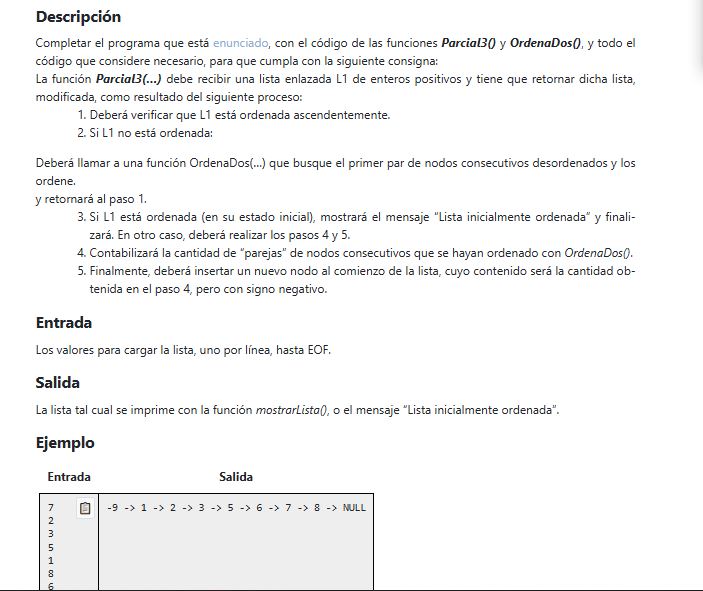 Descripción
Completar el programa que está enunciado, con el código de las funciones Parcial3() y OrdenaDos(), y todo el
código que considere necesario, para que cumpla con la siguiente consigna:
La función Parcial3(...) debe recibir una lista enlazada L1 de enteros positivos y tiene que retornar dicha lista,
modificada, como resultado del siguiente proceso:
1. Deberá verificar que L1 está ordenada ascendentemente.
2. Si L1 no está ordenada:
Deberá llamar a una función OrdenaDos(...) que busque el primer par de nodos consecutivos desordenados y los
ordene.
y retornará al paso 1.
3. Si L1 está ordenada (en su estado inicial), mostrará el mensaje "Lista inicialmente ordenada" y finali-
zará. En otro caso, deberá realizar los pasos 4 y 5.
4. Contabilizará la cantidad de "parejas" de nodos consecutivos que se hayan ordenado con OrdenaDos().
5. Finalmente, deberá insertar un nuevo nodo al comienzo de la lista, cuyo contenido será la cantidad ob-
tenida en el paso 4, pero con signo negativo.
Entrada
Los valores para cargar la lista, uno por línea, hasta EOF.
Salida
La lista tal cual se imprime con la función mostrarLista(), o el mensaje "Lista inicialmente ordenada".
Ejemplo
Entrada Salida
7 -9 -> 1 -> 2 -> 3 -> 5 -> 6 -> 7 -> 8 -> NULL
2
3
5
1
8
6